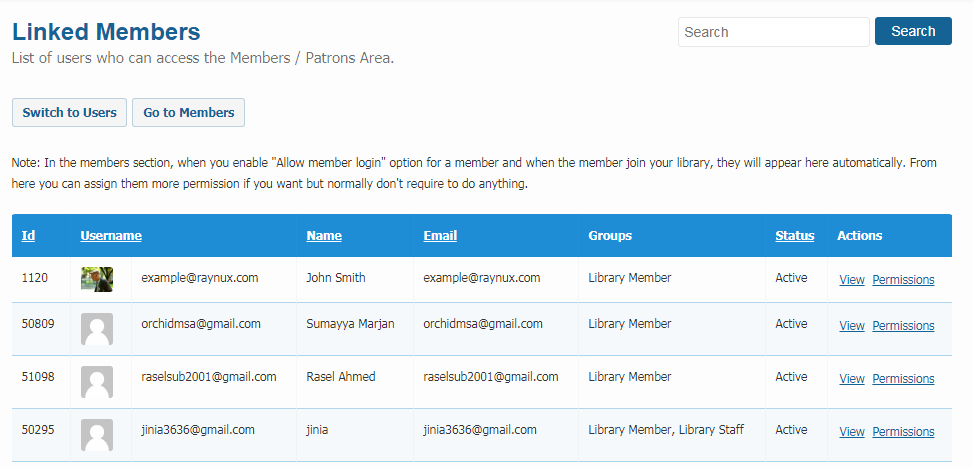 Linked Members
Search Search
List of users who can access the Members / Patrons Area.
Switch to Users Go to Members
Note: In the members section, when you enable "Allow member login" option for a member and when the member join your library, they will appear here automatically. From
here you can assign them more permission if you want but normally don't require to do anything.
Id Username Name Email Groups Status Actions
1120 example@raynux.com John Smith example@raynux.com Library Member Active View Permissions
50809 orchidmsa@gmail.com Sumayya Marjan orchidmsa@gmail.com Library Member Active View Permissions
51098 raselsub2001@gmail.com Rasel Ahmed raselsub2001@gmail.com Library Member Active View Permissions
50295 jinia3636@gmail.com jinia jinia3636@gmail.com Library Member, Library Staff Active View Permissions